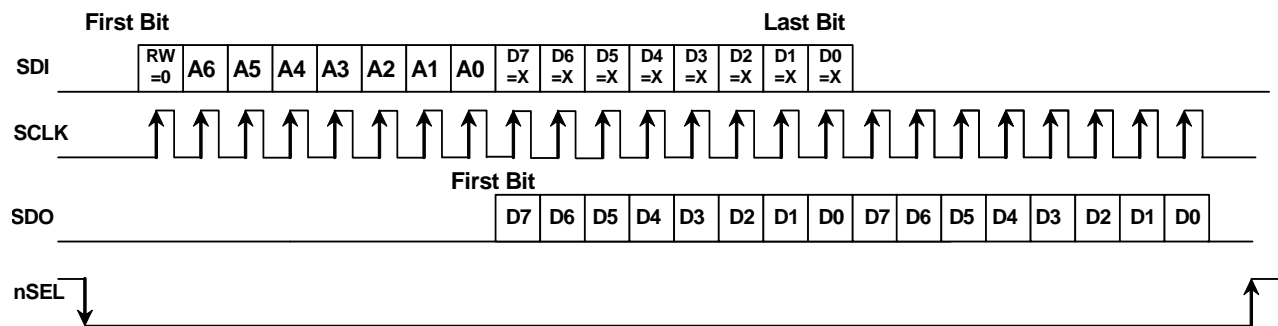 First Bit Last Bit
SDI RW =0 A6 A5 A4 A3 A2 A1 A0 D7 =X D6 =X D5 =X D4 =X D3 =X D2 =X D1 =X D0 =X
SCLK
First Bit
SDO D7 D6 D5 D4 D3 D2 D1 D0 D7 D6 D5 D4 D3 D2 D1 D0
nSEL